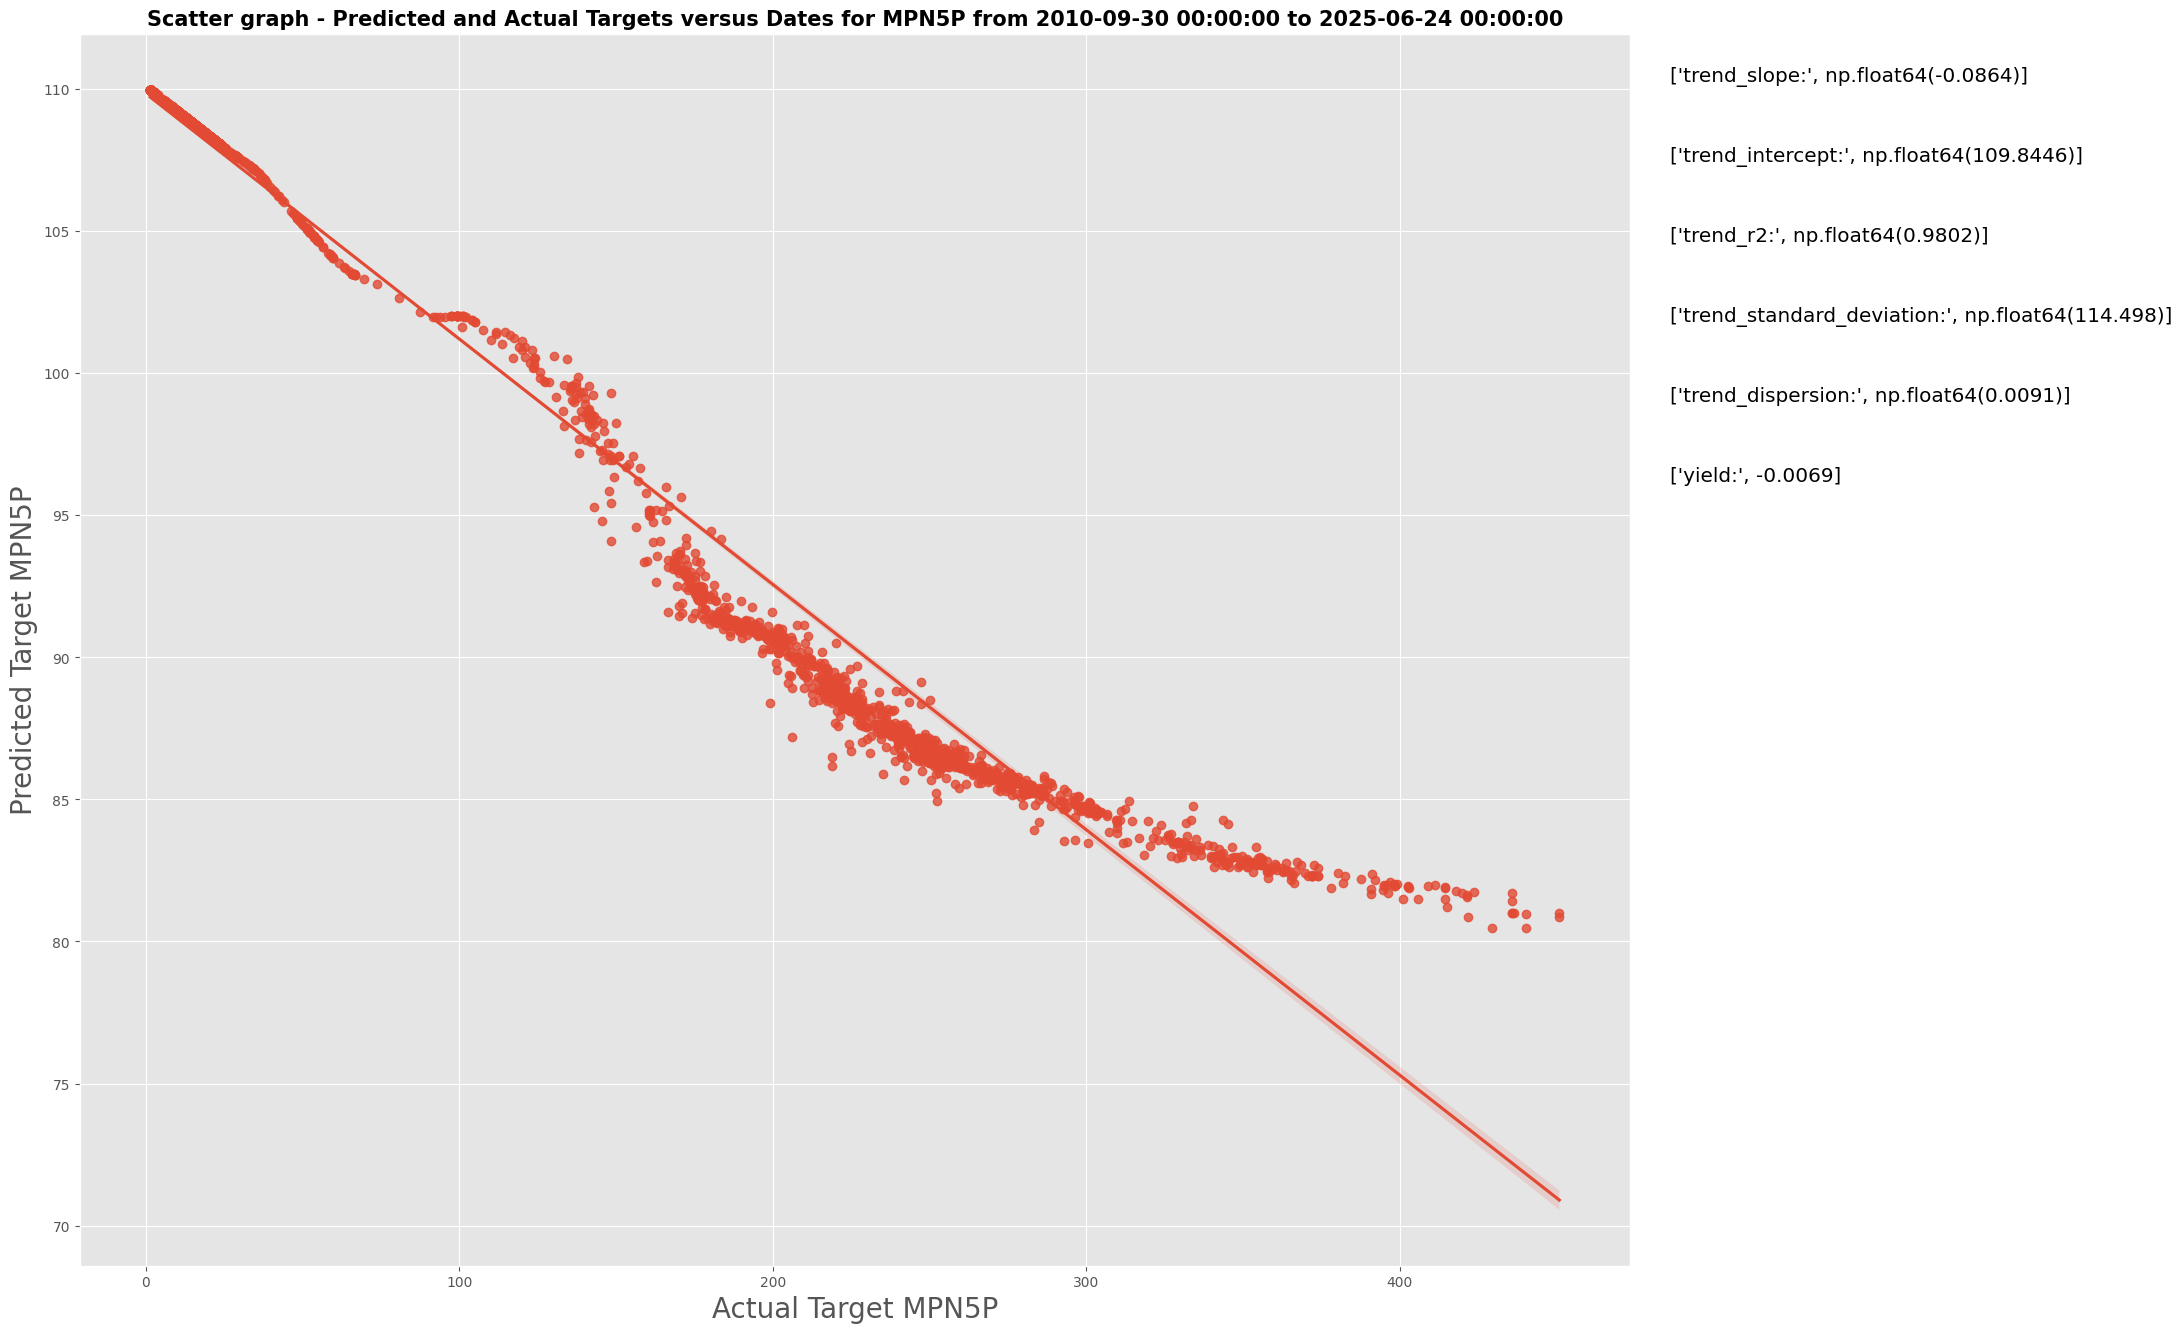 Scatter graph - Predicted and Actual Targets versus Dates for MPN5P from 2010-09-30 00:00:00 to 2025-06-24 00:00:00
['trend_slope:', np.float64(-0.0864)]
['trend_intercept:', np.float64(109.8446)]
['trend_r2:', np.float64(0.9802)]
['trend_standard_deviation:', np.float64(114.498)]
['trend_dispersion:', np.float64(0.0091)]
['yield:', -0.0069]
Predicted Target MPN5P
110
105
100
95
90
85
80
75
70
0
100
200
300
400
Actual Target MPN5P